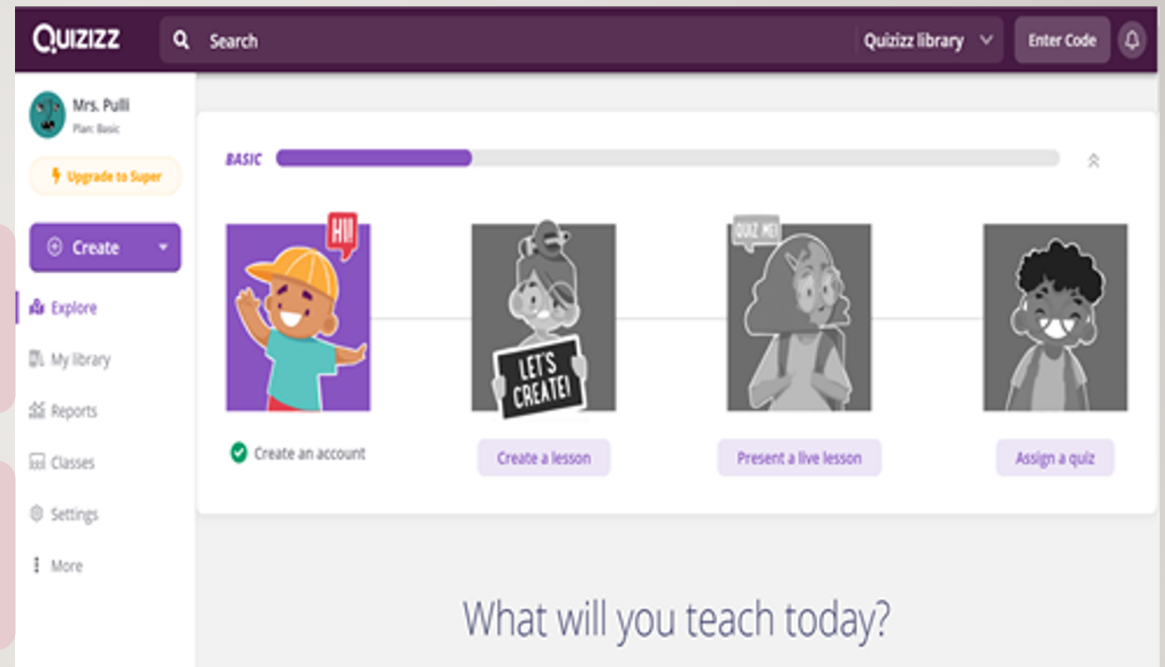 QUIZIZZ
Search
Quizizz library
Enter Code
Mrs. Pulli
Plan: Basic
Upgrade to Super
Create
Explore
My library
Reports
Classes
Settings
More
BASIC
HI!
LET'S
CREATE!
QUIZ ME!
Create an account
Create a lesson
Present a live lesson
Assign a quiz
What will you teach today?